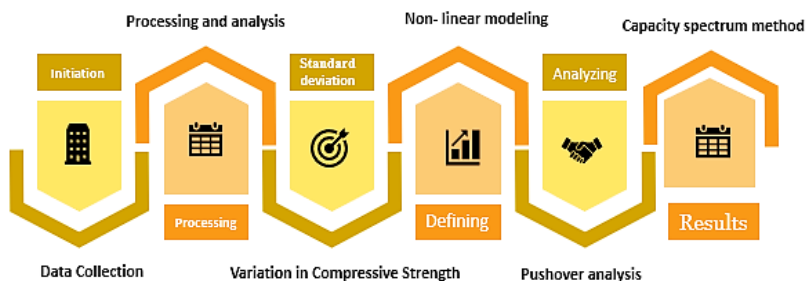 Processing and analysis
Non- linear modeling
Capacity spectrum method
Initiation
Standard
deviation
Analyzing
Processing
Defining
Results
Data Collection
Variation in Compressive Strength
Pushover analysis